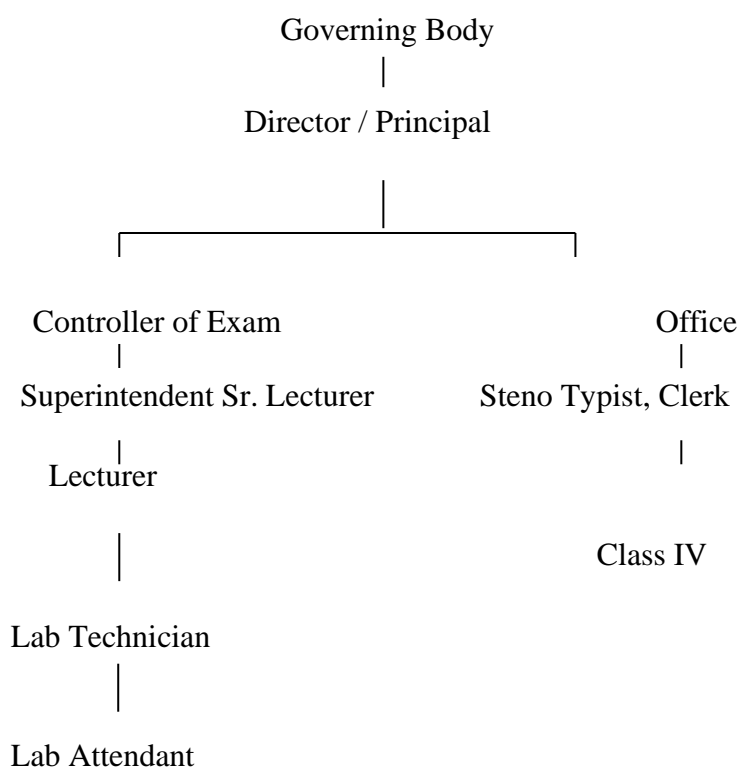 Governing Body
Director / Principal
Controller of Exam Office
Superintendent Sr. Lecturer Steno Typist, Clerk
Lecturer
Class IV
Lab Technician
Lab Attendant